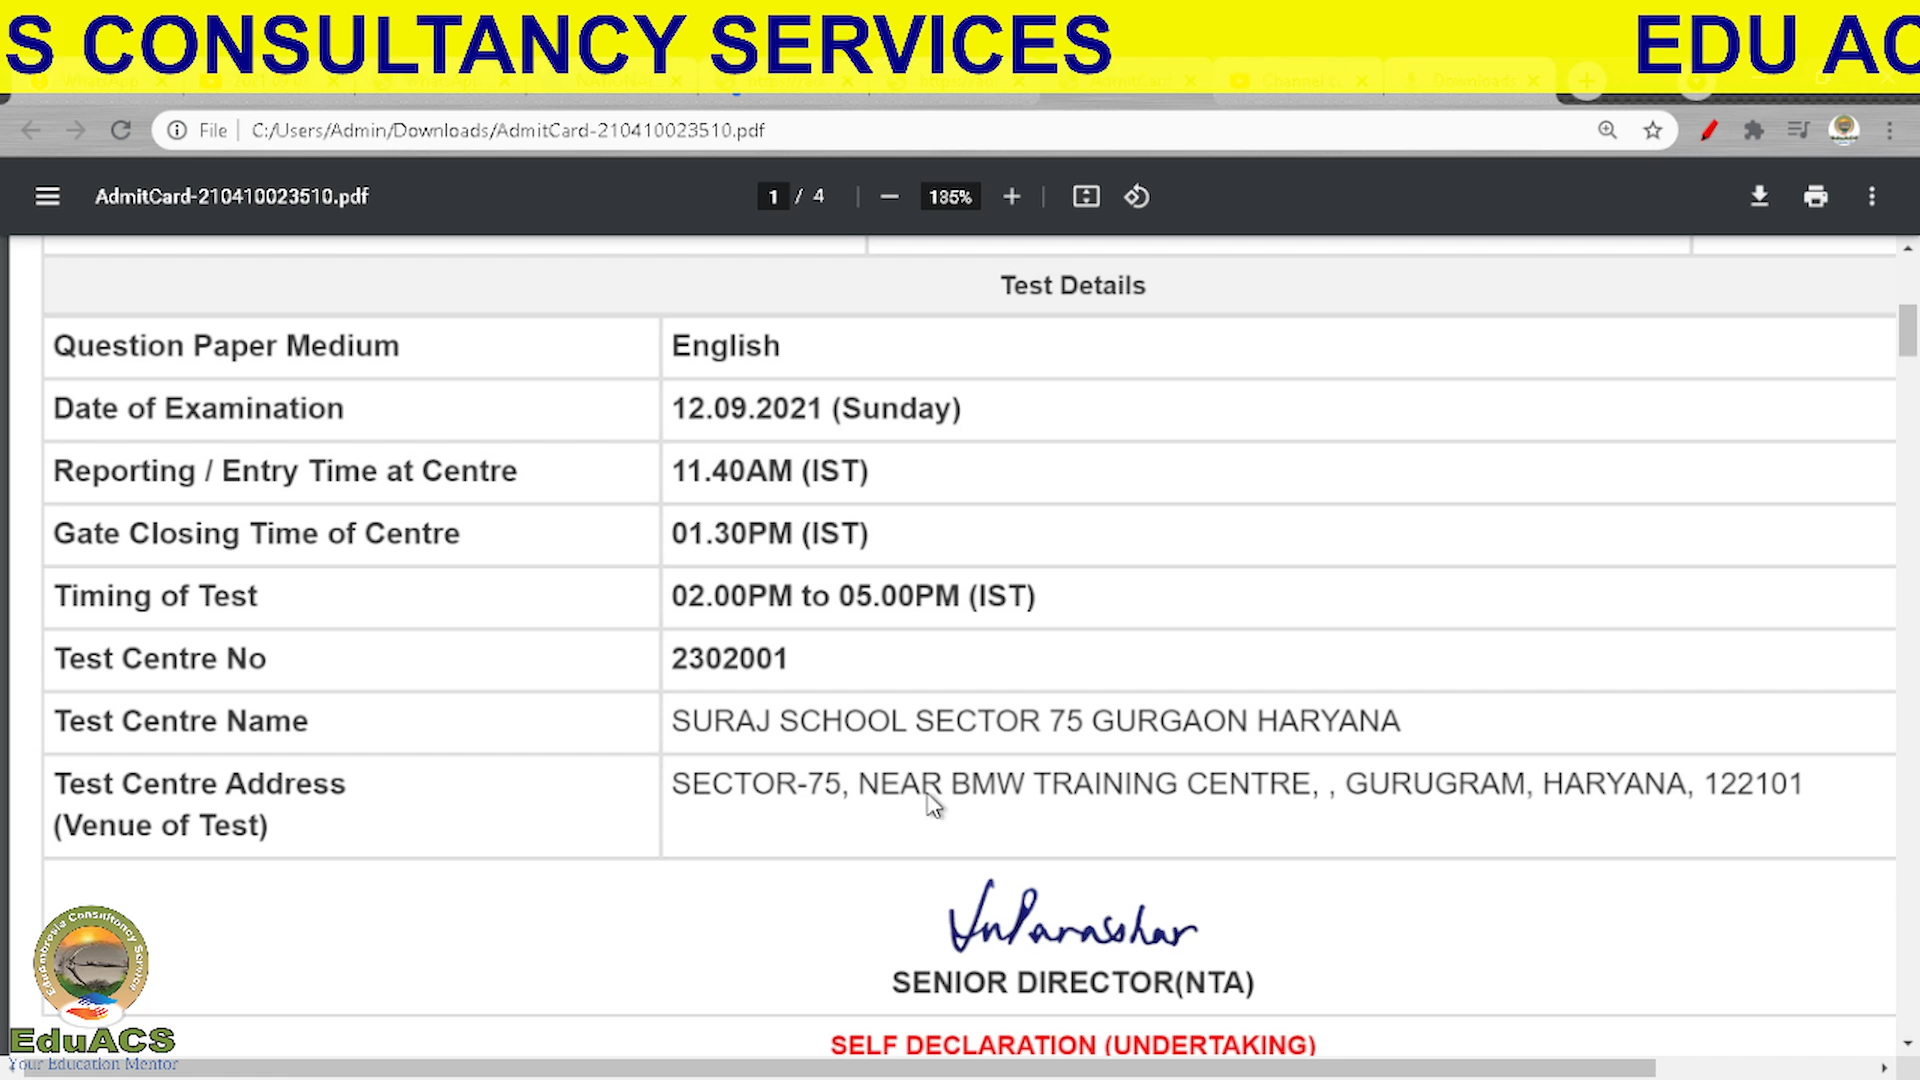 S CONSULTANCY SERVICES EDU AC
File C:/Users/Admin/Downloads/AdmitCard-210410023510.pdf
AdmitCard-210410023510.pdf 1 / 4 185%
Test Details
Question Paper Medium English
Date of Examination 12.09.2021 (Sunday)
Reporting / Entry Time at Centre 11.40AM (IST)
Gate Closing Time of Centre 01.30PM (IST)
Timing of Test 02.00PM to 05.00PM (IST)
Test Centre No 2302001
Test Centre Name SURAJ SCHOOL SECTOR 75 GURGAON HARYANA
Test Centre Address SECTOR-75, NEAR BMW TRAINING CENTRE, , GURUGRAM, HARYANA, 122101
(Venue of Test)
SENIOR DIRECTOR(NTA)
SELF DECLARATION (UNDERTAKING)
EduACS
Your Education Mentor